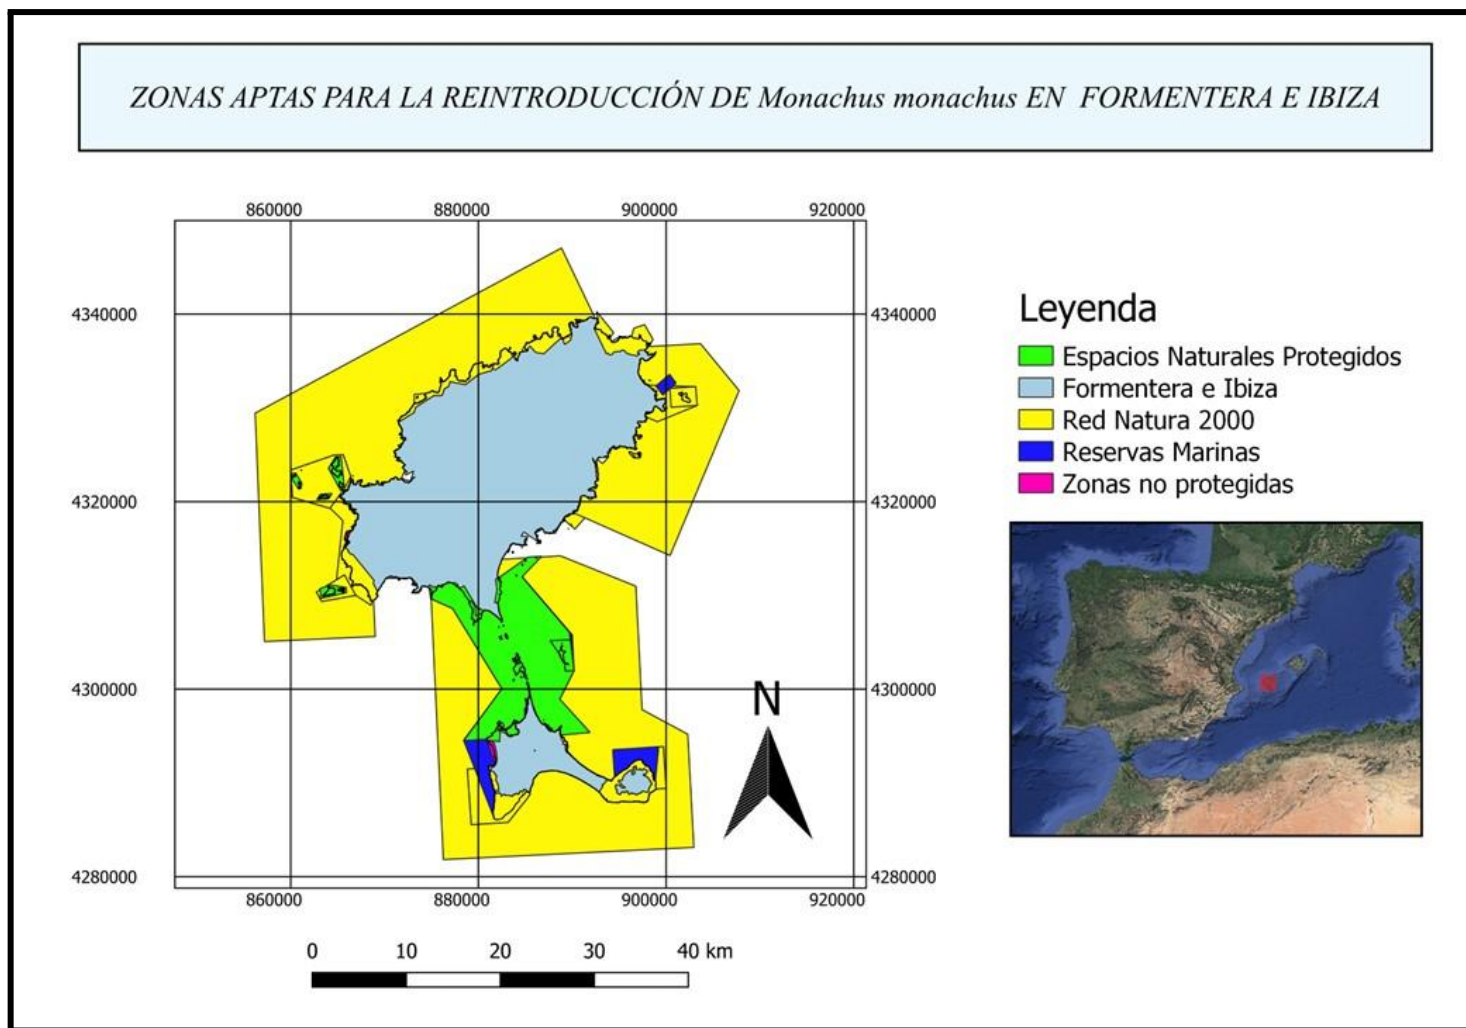 ZONAS APTAS PARA LA REINTRODUCCIÓN DE Monachus monachus EN FORMENTERA E IBIZA
860000 880000 900000 920000
4340000 4340000
4320000 4320000
4300000 4300000
4280000 4280000
860000 880000 900000 920000
0 10 20 30 40 km
N
Leyenda
Espacios Naturales Protegidos
Formentera e Ibiza
Red Natura 2000
Reservas Marinas
Zonas no protegidas